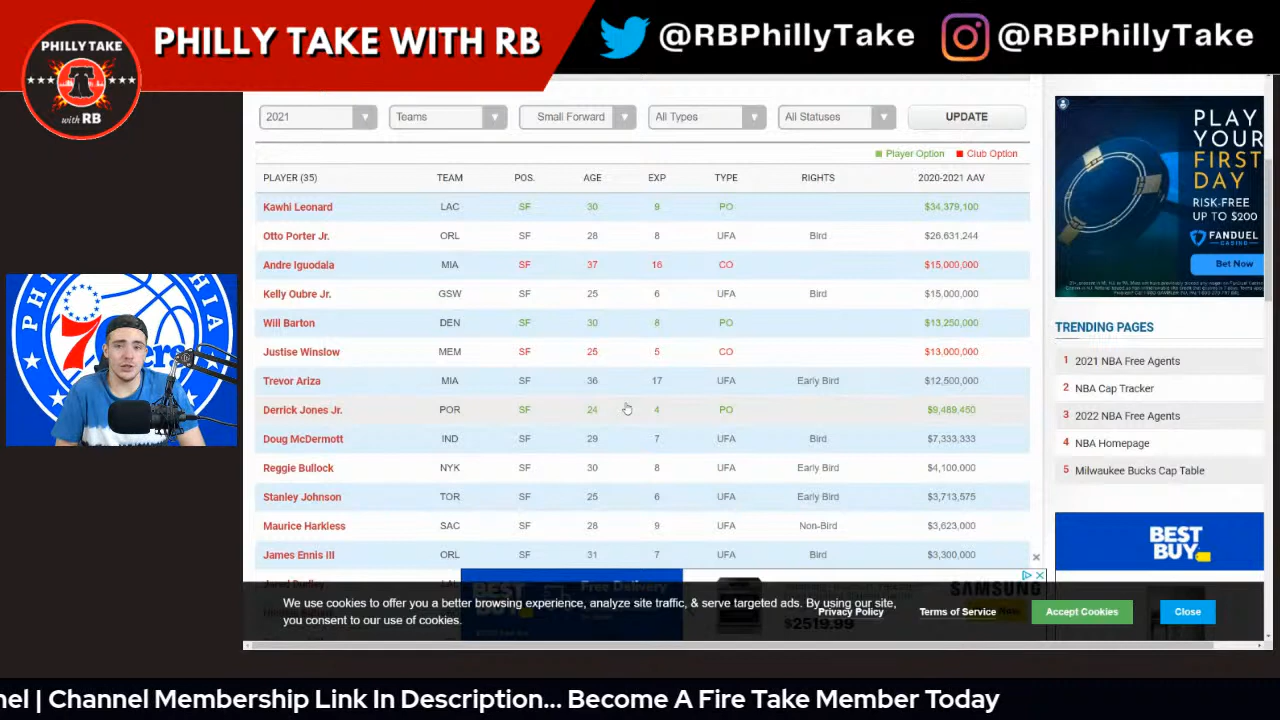 PHILLY TAKE
with RB
PHILLY TAKE WITH RB
@RBPhillyTake
@RBPhillyTake
2021 Teams Small Forward All Types All Statuses UPDATE
Player Option Club Option
PLAYER (35) TEAM POS. AGE EXP TYPE RIGHTS 2020-2021 AAV
Kawhi Leonard LAC SF 30 9 PO $34,379,100
Otto Porter Jr. ORL SF 28 8 UFA Bird $26,631,244
Andre Iguodala MIA SF 37 16 CO $15,000,000
Kelly Oubre Jr. GSW SF 25 6 UFA Bird $15,000,000
Will Barton DEN SF 30 8 PO $13,250,000
Justise Winslow MEM SF 25 5 CO $13,000,000
Trevor Ariza MIA SF 36 17 UFA Early Bird $12,500,000
Derrick Jones Jr. POR SF 24 4 PO $9,489,450
Doug McDermott IND SF 29 7 UFA Bird $7,333,333
Reggie Bullock NYK SF 30 8 UFA Early Bird $4,100,000
Stanley Johnson TOR SF 25 6 UFA Early Bird $3,713,575
Maurice Harkless SAC SF 28 9 UFA Non-Bird $3,623,000
James Ennis III ORL SF 31 7 UFA Bird $3,300,000
Jared Dudley LAL
BEST Free Delivery SAMSUNG
BUY
$2519.99
We use cookies to offer you a better browsing experience, analyze site traffic, & serve targeted ads. By using our site,
you consent to our use of cookies.
Privacy Policy Terms of Service Accept Cookies Close
PLAY
YOUR
FIRST
DAY
RISK-FREE
UP TO $200
FANDUEL
CASINO
Bet Now
TRENDING PAGES
1 2021 NBA Free Agents
2 NBA Cap Tracker
3 2022 NBA Free Agents
4 NBA Homepage
5 Milwaukee Bucks Cap Table
BEST
BUY
nel | Channel Membership Link In Description... Become A Fire Take Member Today